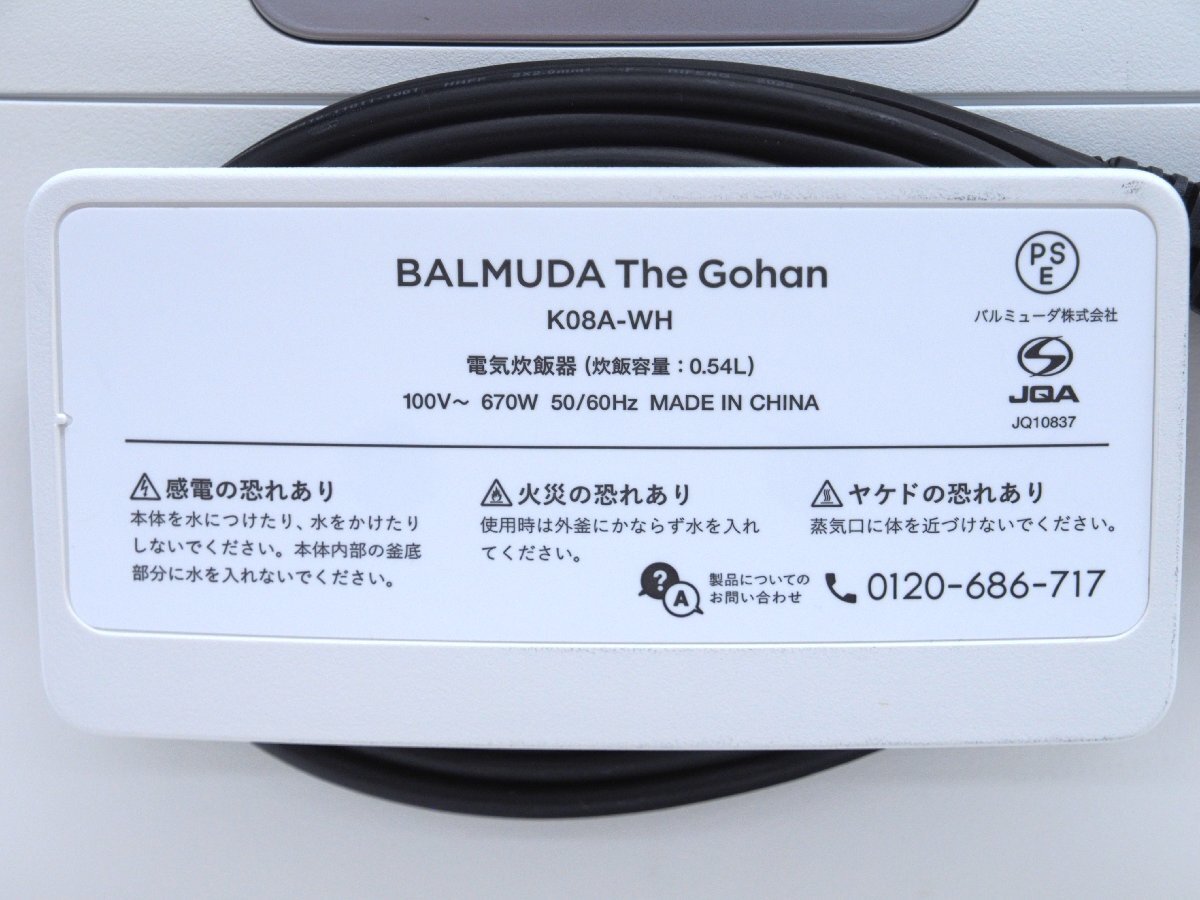 BALMUDA The Gohan
K08A-WH
電気炊飯器 (炊飯容量：0.54L)
100V～ 670W 50/60Hz MADE IN CHINA
PS
E
バルミューダ株式会社
JQA
JQ10837
感電の恐れあり
本体を水につけたり、水をかけたり
しないでください。本体内部の釜底
部分に水を入れないでください。
火災の恐れあり
使用時は外釜にかならず水を入れ
てください。
ヤケドの恐れあり
蒸気口に体を近づけないでください。
?
A
製品についての
お問い合わせ
0120-686-717